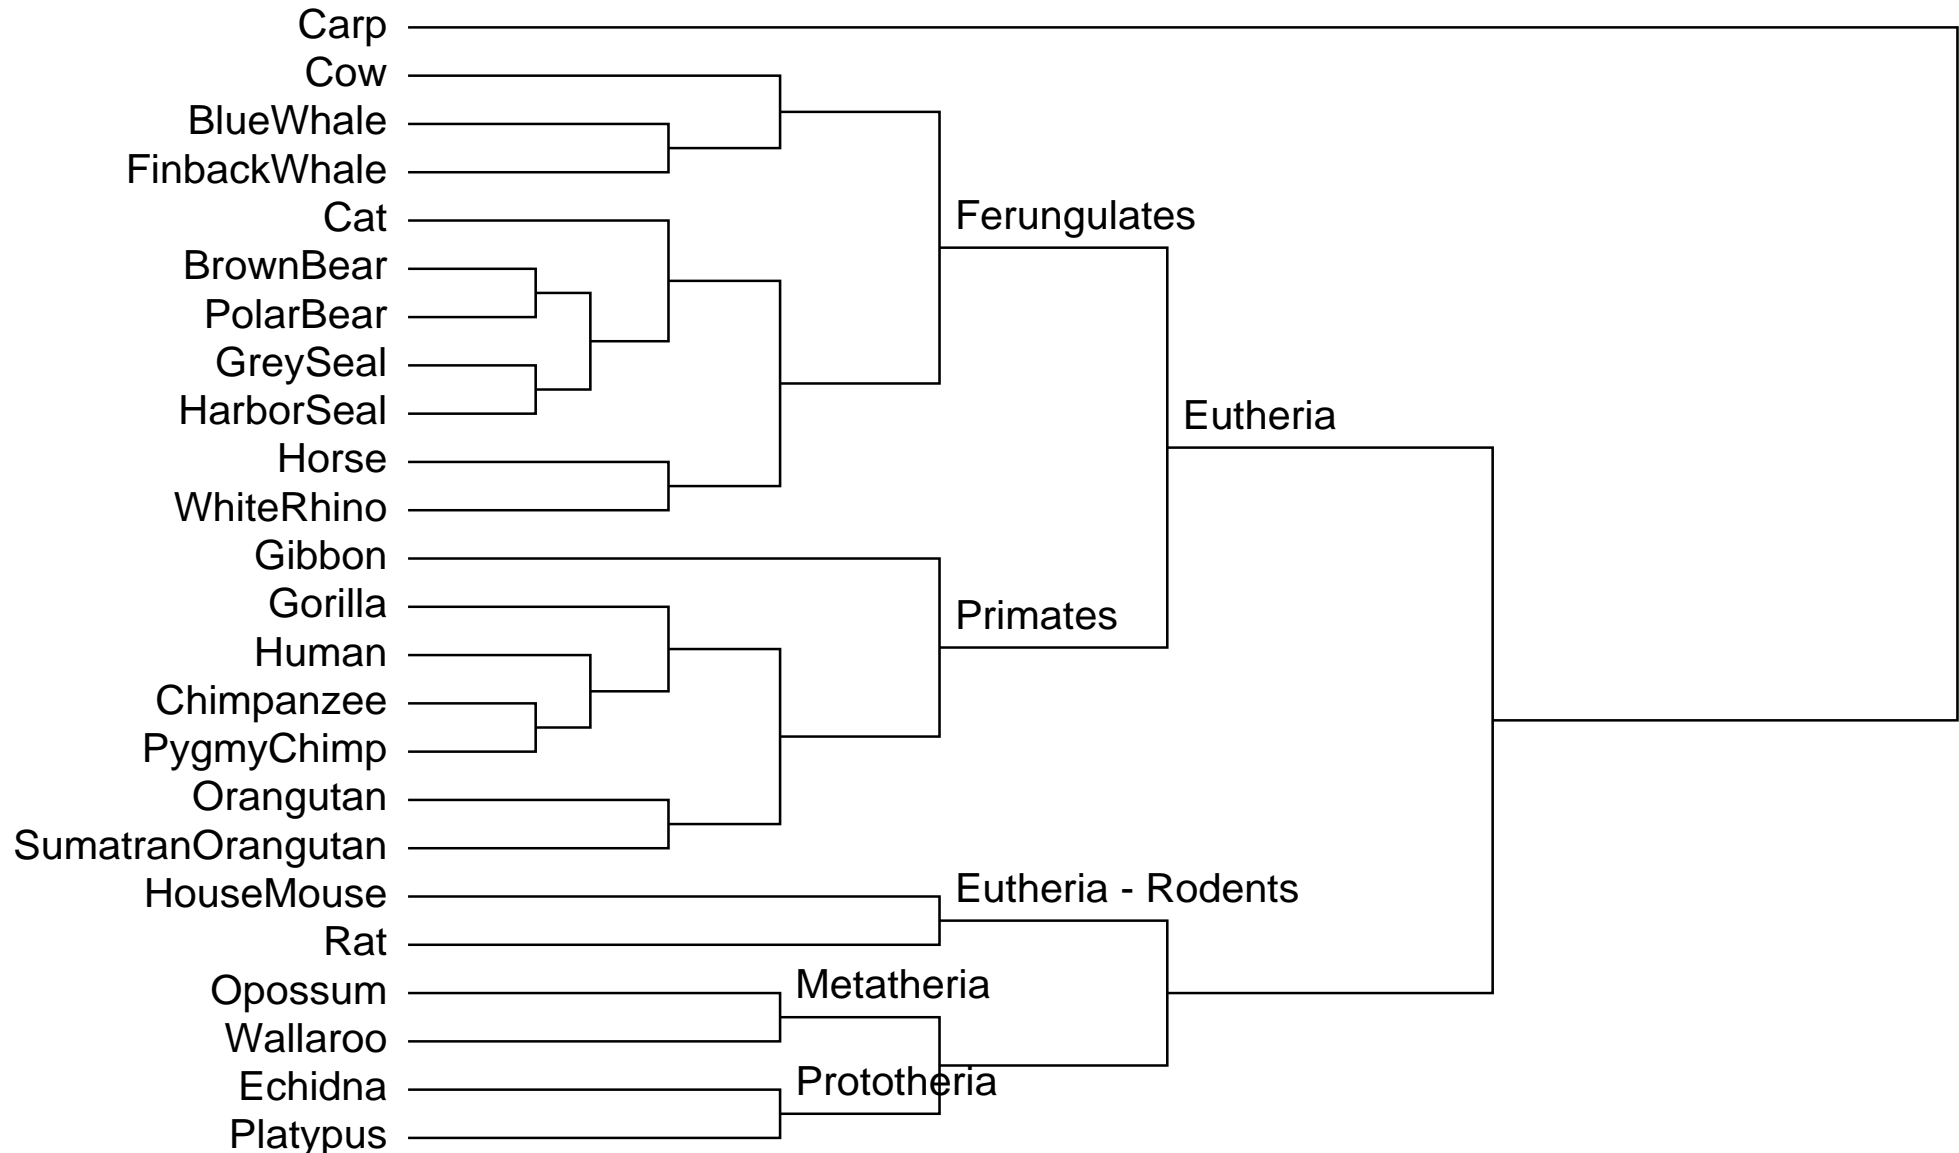 Carp
Cow
BlueWhale
FinbackWhale
Cat
Ferungulates
BrownBear
PolarBear
GreySeal
HarborSeal
Eutheria
Horse
WhiteRhino
Gibbon
Gorilla
Primates
Human
Chimpanzee
PygmyChimp
Orangutan
SumatranOrangutan
HouseMouse
Eutheria - Rodents
Rat
Opossum
Metatheria
Wallaroo
Echidna
Prototheria
Platypus